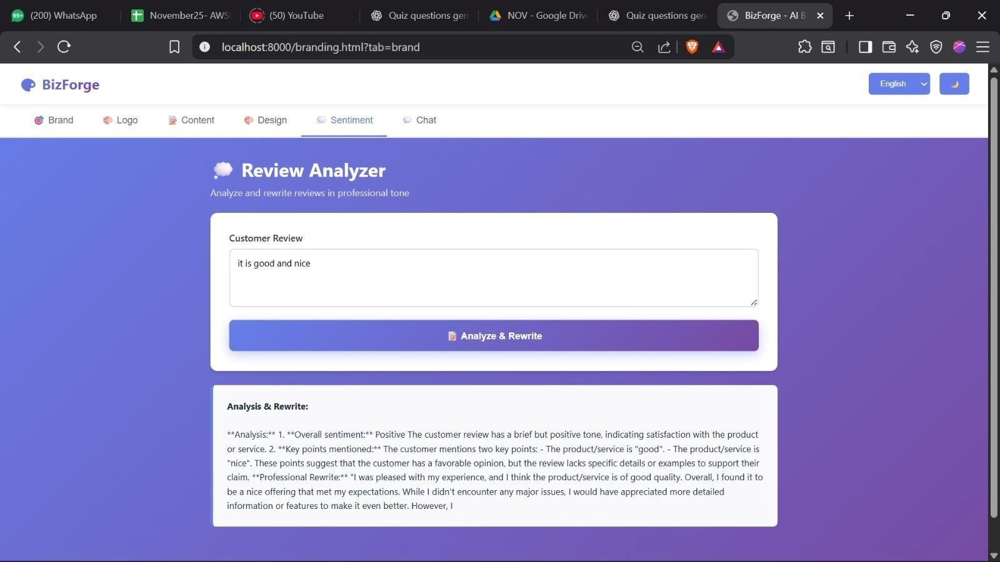 (200) WhatsApp
November25- AWS
(50) YouTube
Quiz questions gen
NOV - Google Driv
Quiz questions gen
BizForge - AI B
localhost:8000/branding.html?tab=brand
BizForge
English
Brand
Logo
Content
Design
Sentiment
Chat
Review Analyzer
Analyze and rewrite reviews in professional tone
Customer Review
it is good and nice
Analyze & Rewrite
Analysis & Rewrite:
**Analysis:** 1. **Overall sentiment:** Positive The customer review has a brief but positive tone, indicating satisfaction with the product
or service. 2. **Key points mentioned:** The customer mentions two key points: - The product/service is "good". - The product/service is
"nice". These points suggest that the customer has a favorable opinion, but the review lacks specific details or examples to support their
claim. **Professional Rewrite:** "I was pleased with my experience, and I think the product/service is of good quality. Overall, I found it to
be a nice offering that met my expectations. While I didn't encounter any major issues, I would have appreciated more detailed
information or features to make it even better. However, I